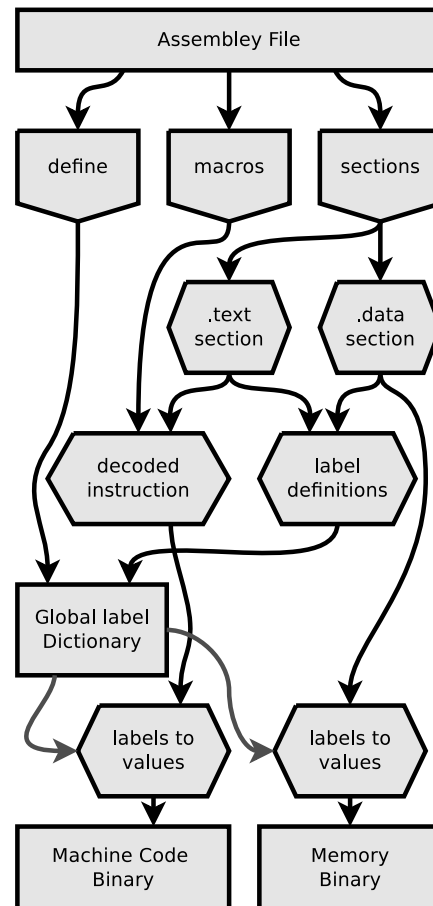 Assembley File
define
macros
sections
.text
section
.data
section
decoded
instruction
label
definitions
Global label
Dictionary
labels to
values
labels to
values
Machine Code
Binary
Memory
Binary